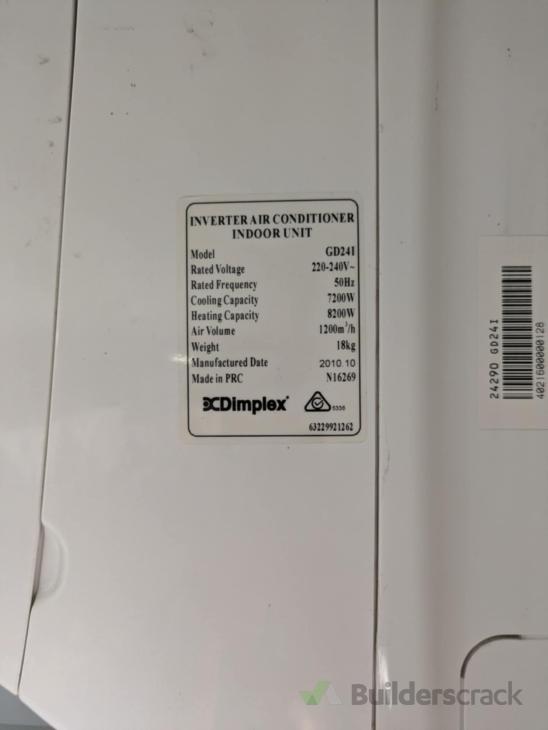 INVERTER AIR CONDITIONER
INDOOR UNIT
Model GD24I
Rated Voltage 220-240V~
Rated Frequency 50Hz
Cooling Capacity 7200W
Heating Capacity 8200W
Air Volume 1200m³/h
Weight 18kg
Manufactured Date 2010.10
Made in PRC N16269
Dimplex
63229921262
24290 GD24I
4021600000128
Builderscrack